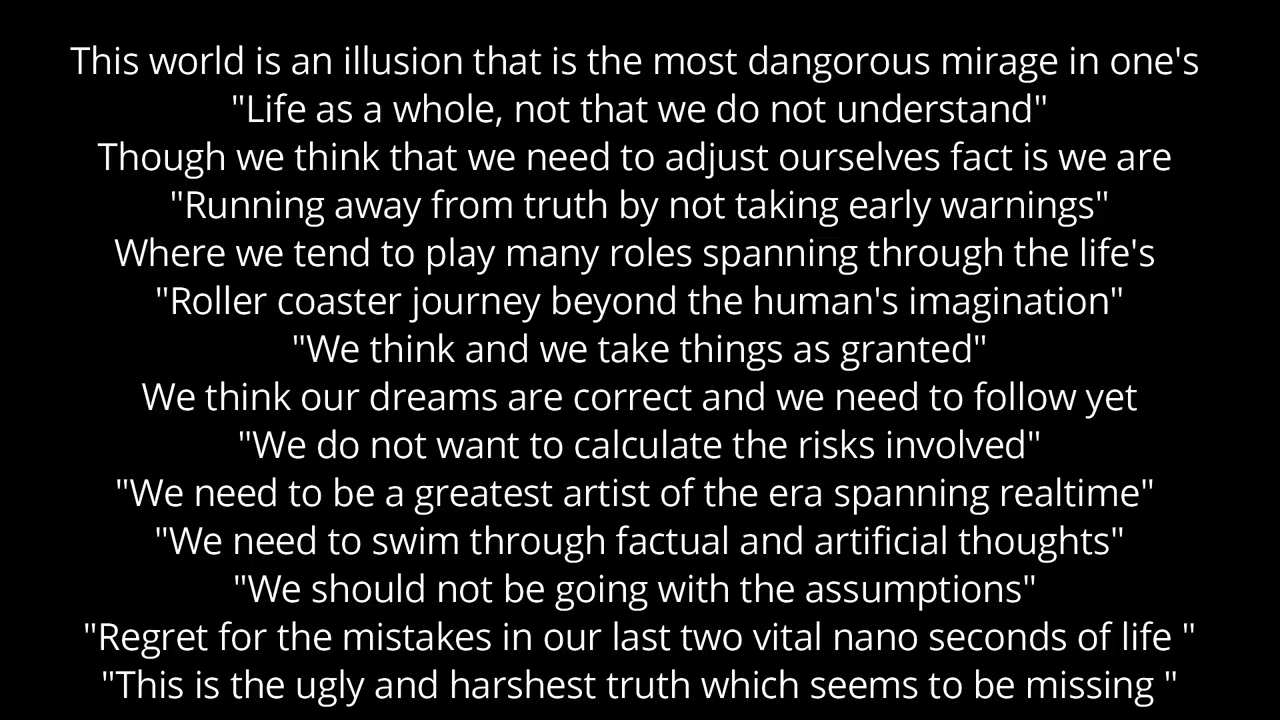 This world is an illusion that is the most dangorous mirage in one's
"Life as a whole, not that we do not understand"
Though we think that we need to adjust ourselves fact is we are
"Running away from truth by not taking early warnings"
Where we tend to play many roles spanning through the life's
"Roller coaster journey beyond the human's imagination"
"We think and we take things as granted"
We think our dreams are correct and we need to follow yet
"We do not want to calculate the risks involved"
"We need to be a greatest artist of the era spanning realtime"
"We need to swim through factual and artificial thoughts"
"We should not be going with the assumptions"
"Regret for the mistakes in our last two vital nano seconds of life "
"This is the ugly and harshest truth which seems to be missing "